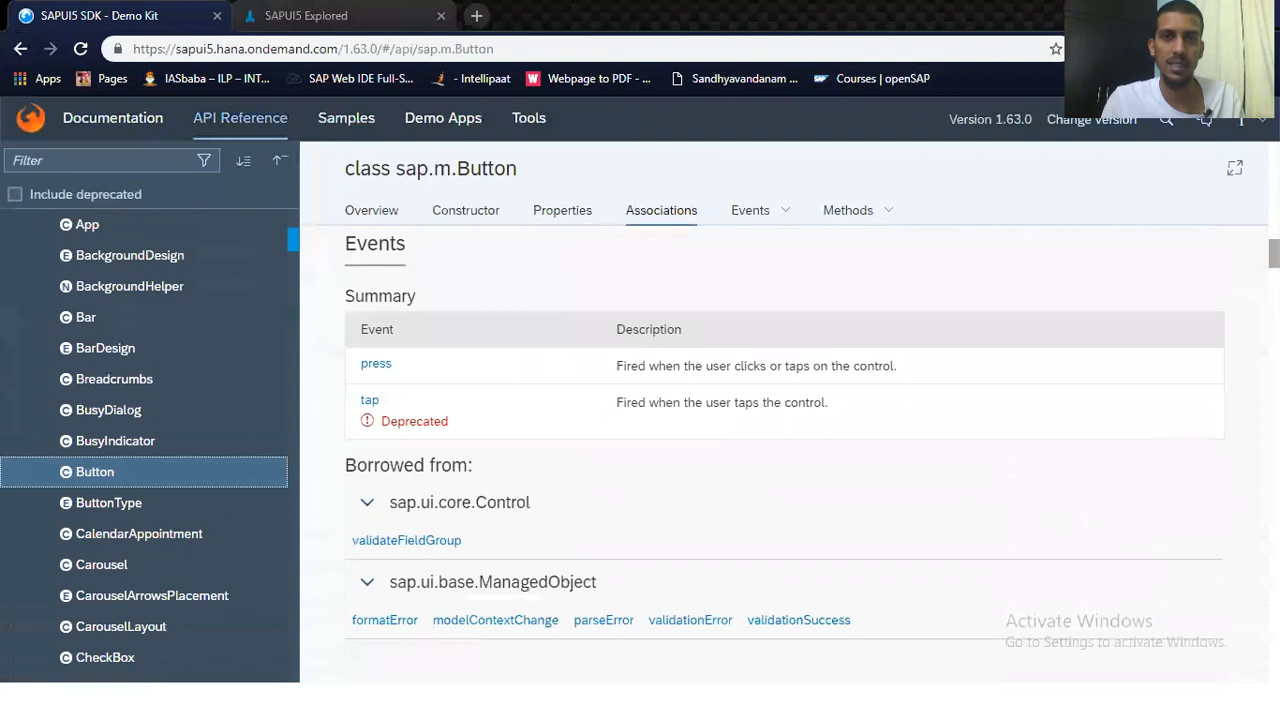 SAPUI5 SDK - Demo Kit
SAPUI5 Explored
https://sapui5.hana.ondemand.com/1.63.0/#/api/sap.m.Button
Apps
Pages
IASbaba – ILP – INT...
SAP Web IDE Full-S...
- Intellipaat
Webpage to PDF - ...
Sandhyavandanam ...
Courses | openSAP
Documentation
API Reference
Samples
Demo Apps
Tools
Version 1.63.0
Change version
Filter
Include deprecated
App
BackgroundDesign
BackgroundHelper
Bar
BarDesign
Breadcrumbs
BusyDialog
BusyIndicator
Button
ButtonType
CalendarAppointment
Carousel
CarouselArrowsPlacement
CarouselLayout
CheckBox
class sap.m.Button
Overview
Constructor
Properties
Associations
Events
Methods
Events
Summary
Event
Description
press
Fired when the user clicks or taps on the control.
tap
Fired when the user taps the control.
Deprecated
Borrowed from:
sap.ui.core.Control
validateFieldGroup
sap.ui.base.ManagedObject
formatError
modelContextChange
parseError
validationError
validationSuccess
Activate Windows
Go to Settings to activate Windows.